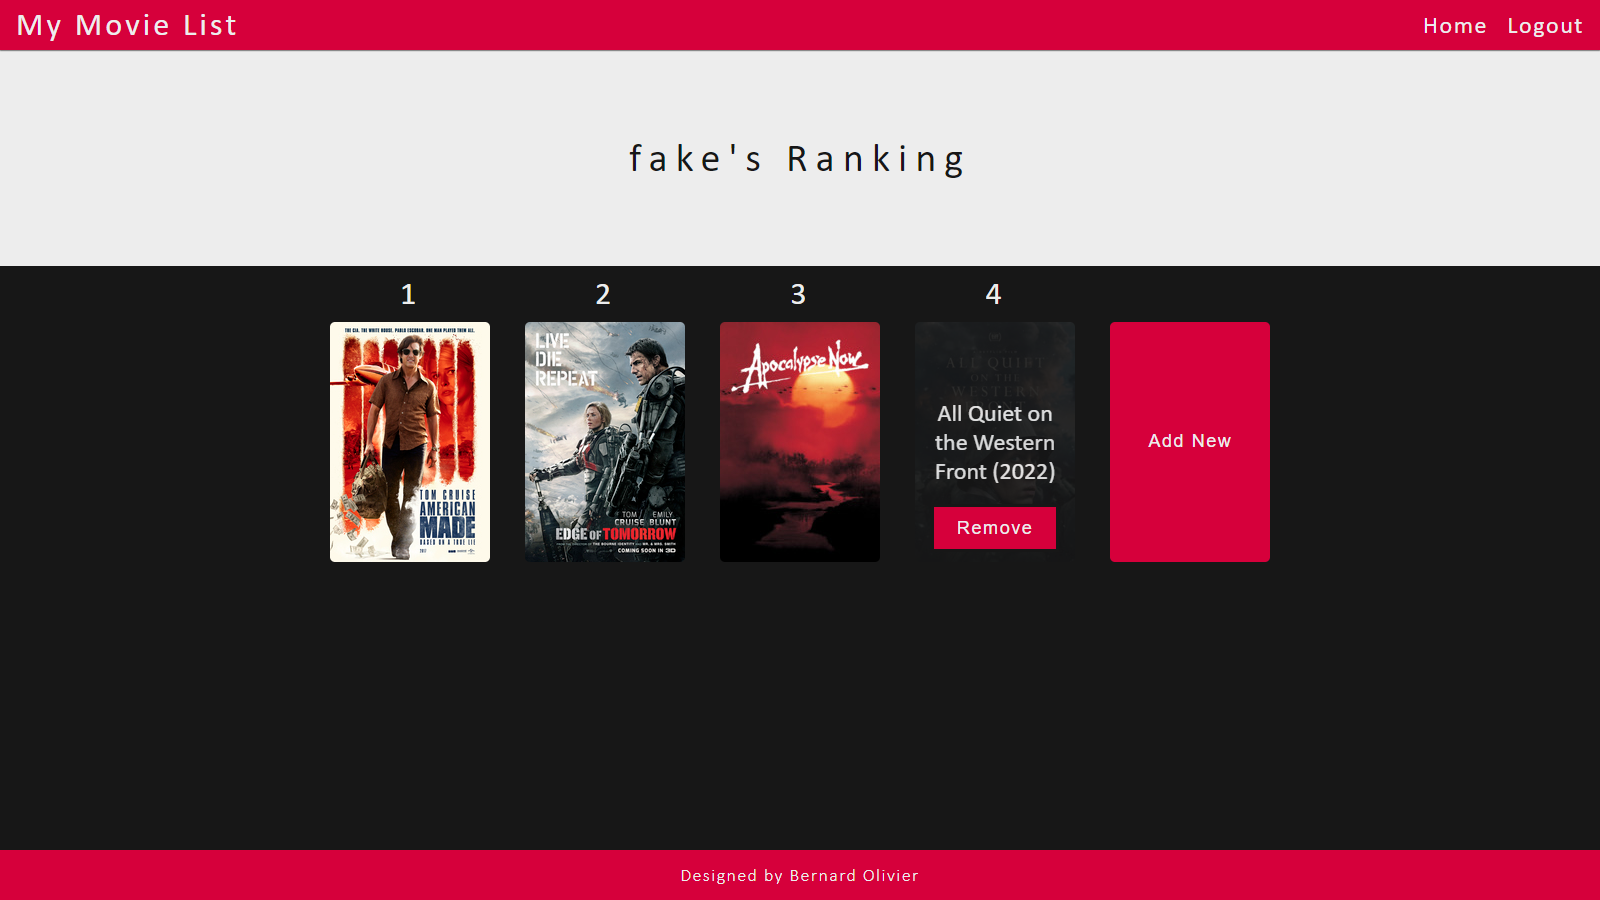 My Movie List
Home Logout
fake's Ranking
1
2
3
4
THE CIA. THE WHITE HOUSE. PABLO ESCOBAR. ONE MAN PLAYED THEM ALL.
TOM CRUISE
AMERICAN
MADE
BASED ON A TRUE LIE
2017
LIVE
DIE
REPEAT
TOM EMILY
CRUISE BLUNT
EDGE OF TOMORROW
COMING SOON IN 3D
Apocalypse Now
ALL QUIET
ON THE
WESTERN
All Quiet on
the Western
Front (2022)
Remove
Add New
Designed by Bernard Olivier